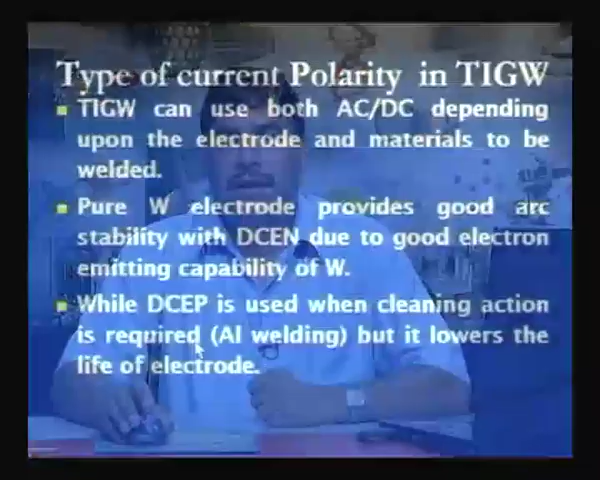 Type of current Polarity in TIGW
TIGW can use both AC/DC depending
upon the electrode and materials to be
welded.
Pure W electrode provides good arc
stability with DCEN due to good electron
emitting capability of W.
While DCEP is used when cleaning action
is required (Al welding) but it lowers the
life of electrode.